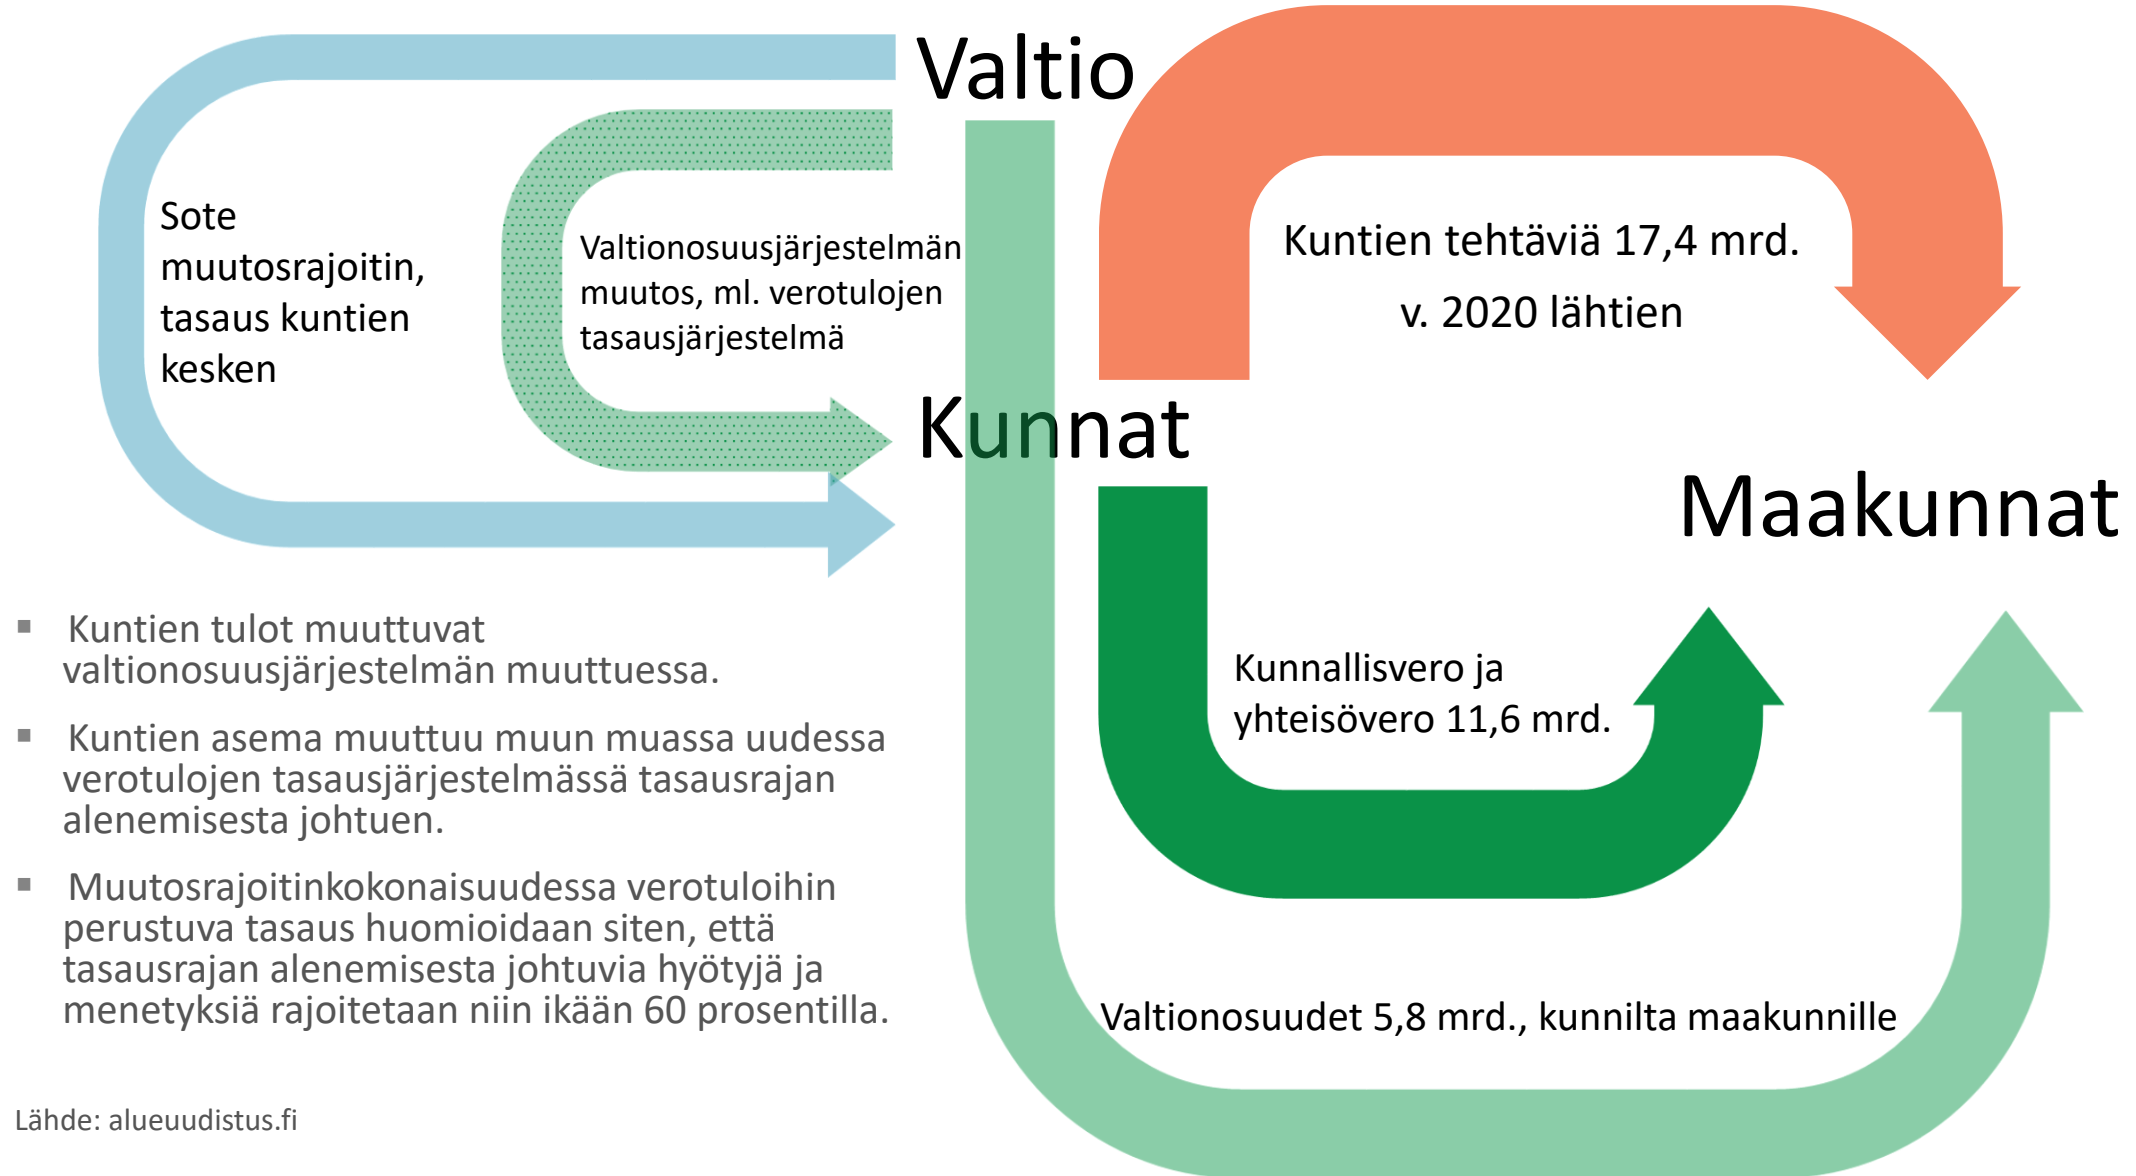 Valtio
Sote
muutosrajoitin,
tasaus kuntien
kesken
Valtionosuusjärjestelmän
muutos, ml. verotulojen
tasausjärjestelmä
Kuntien tehtäviä 17,4 mrd.
v. 2020 lähtien
Kunnat
Maakunnat
Kunnallisvero ja
yhteisövero 11,6 mrd.
Valtionosuudet 5,8 mrd., kunnilta maakunnille
▪ Kuntien tulot muuttuvat
valtionosuusjärjestelmän muuttuessa.
▪ Kuntien asema muuttuu muun muassa uudessa
verotulojen tasausjärjestelmässä tasausrajan
alenemisesta johtuen.
▪ Muutosrajoitinkokonaisuudessa verotuloihin
perustuva tasaus huomioidaan siten, että
tasausrajan alenemisesta johtuvia hyötyjä ja
menetyksiä rajoitetaan niin ikään 60 prosentilla.
Lähde: alueuudistus.fi